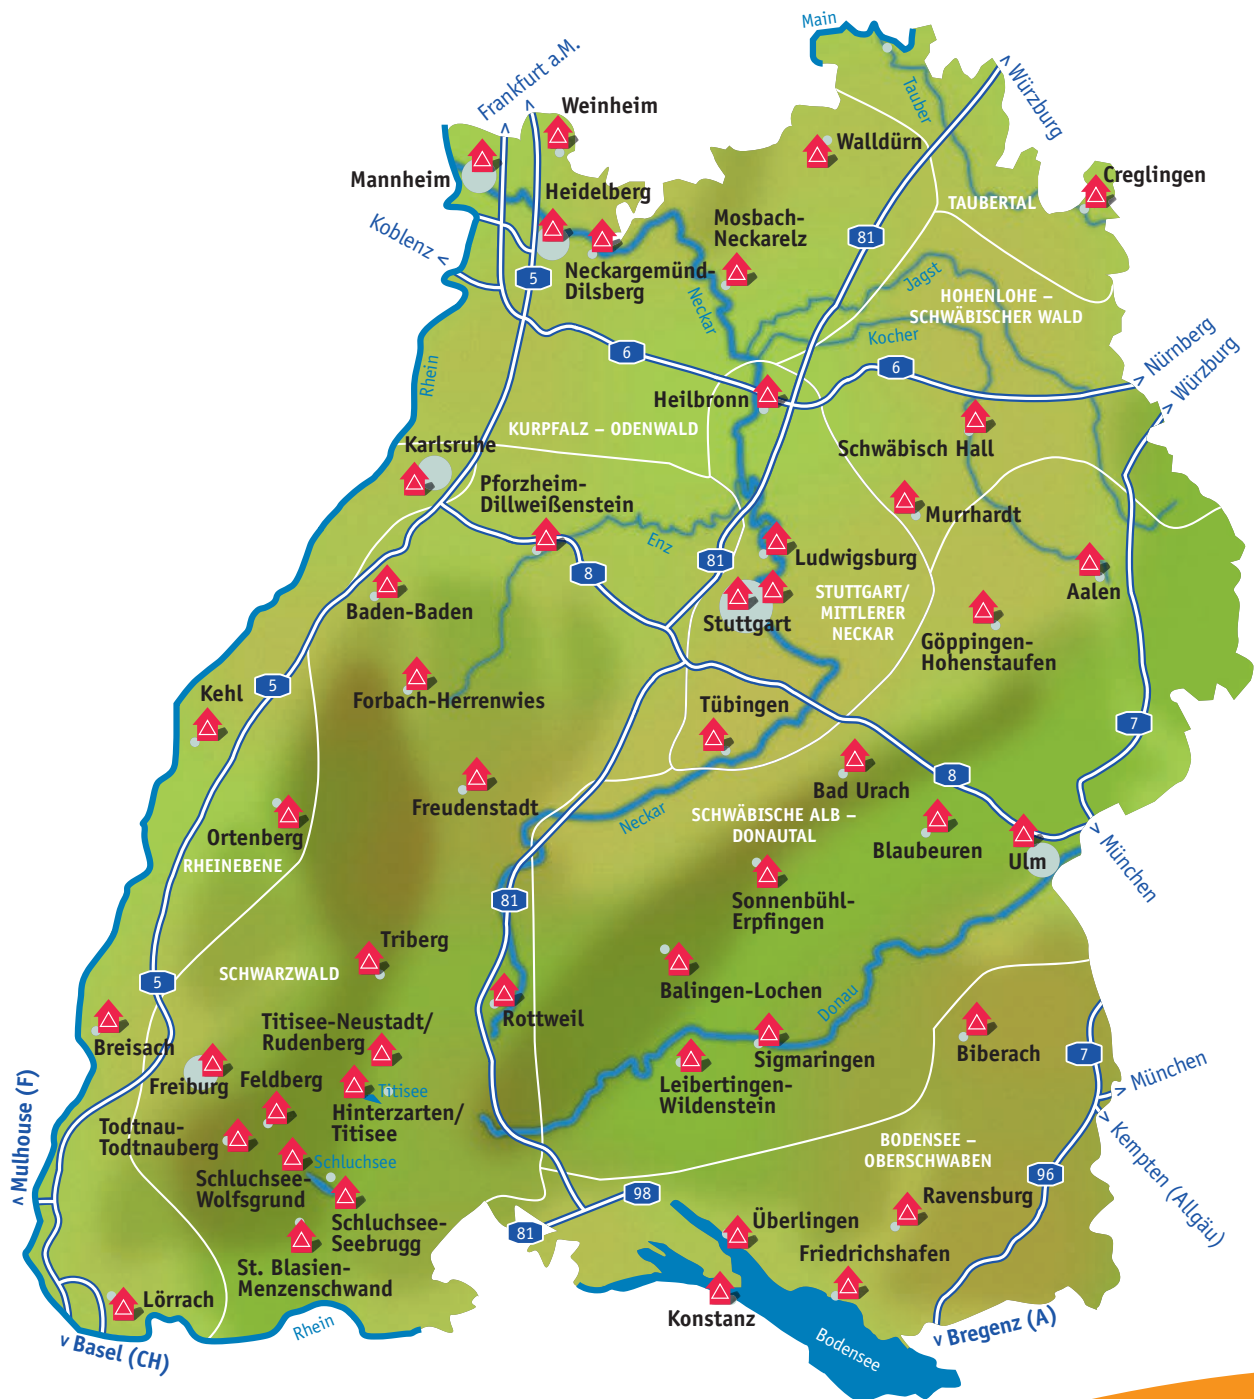 Main
Frankfurt a.M.
Weinheim
Tauber
Würzburg
Walldürn
Mannheim
Creglingen
Heidelberg
TAUBERTAL
Mosbach-
Neckarelz
Koblenz
81
5
Neckargemünd-
Dilsberg
Neckar
Jagst
HOHENLOHE –
SCHWÄBISCHER WALD
Kocher
Rhein
6
6
Nürnberg
Würzburg
Heilbronn
KURPFALZ – ODENWALD
Karlsruhe
Schwäbisch Hall
Pforzheim-
Dillweißenstein
Murrhardt
Enz
81
Ludwigsburg
8
Baden-Baden
Aalen
STUTTGART/
MITTLERER
NECKAR
Stuttgart
Göppingen-
Hohenstaufen
5
Kehl
Forbach-Herrenwies
Tübingen
7
8
Freudenstadt
Bad Urach
Neckar
SCHWÄBISCHE ALB –
DONAUTAL
Ortenberg
Blaubeuren
Ulm
RHEINEBENE
München
81
Sonnenbühl-
Erpfingen
Triberg
SCHWARZWALD
5
Balingen-Lochen
Donau
Rottweil
Titisee-Neustadt/
Rudenberg
Breisach
Sigmaringen
Biberach
7
Freiburg
Feldberg
Titisee
Leibertingen-
Wildenstein
München
Mulhouse (F)
Hinterzarten/
Titisee
Todtnau-
Todtnauberg
BODENSEE –
OBERSCHWABEN
Kempten (Allgäu)
Schluchsee
Schluchsee-
Wolfsgrund
96
98
Ravensburg
Schluchsee-
Seebrugg
81
Überlingen
Friedrichshafen
St. Blasien-
Menzenschwand
Lörrach
Konstanz
Rhein
Bodensee
Basel (CH)
Bregenz (A)